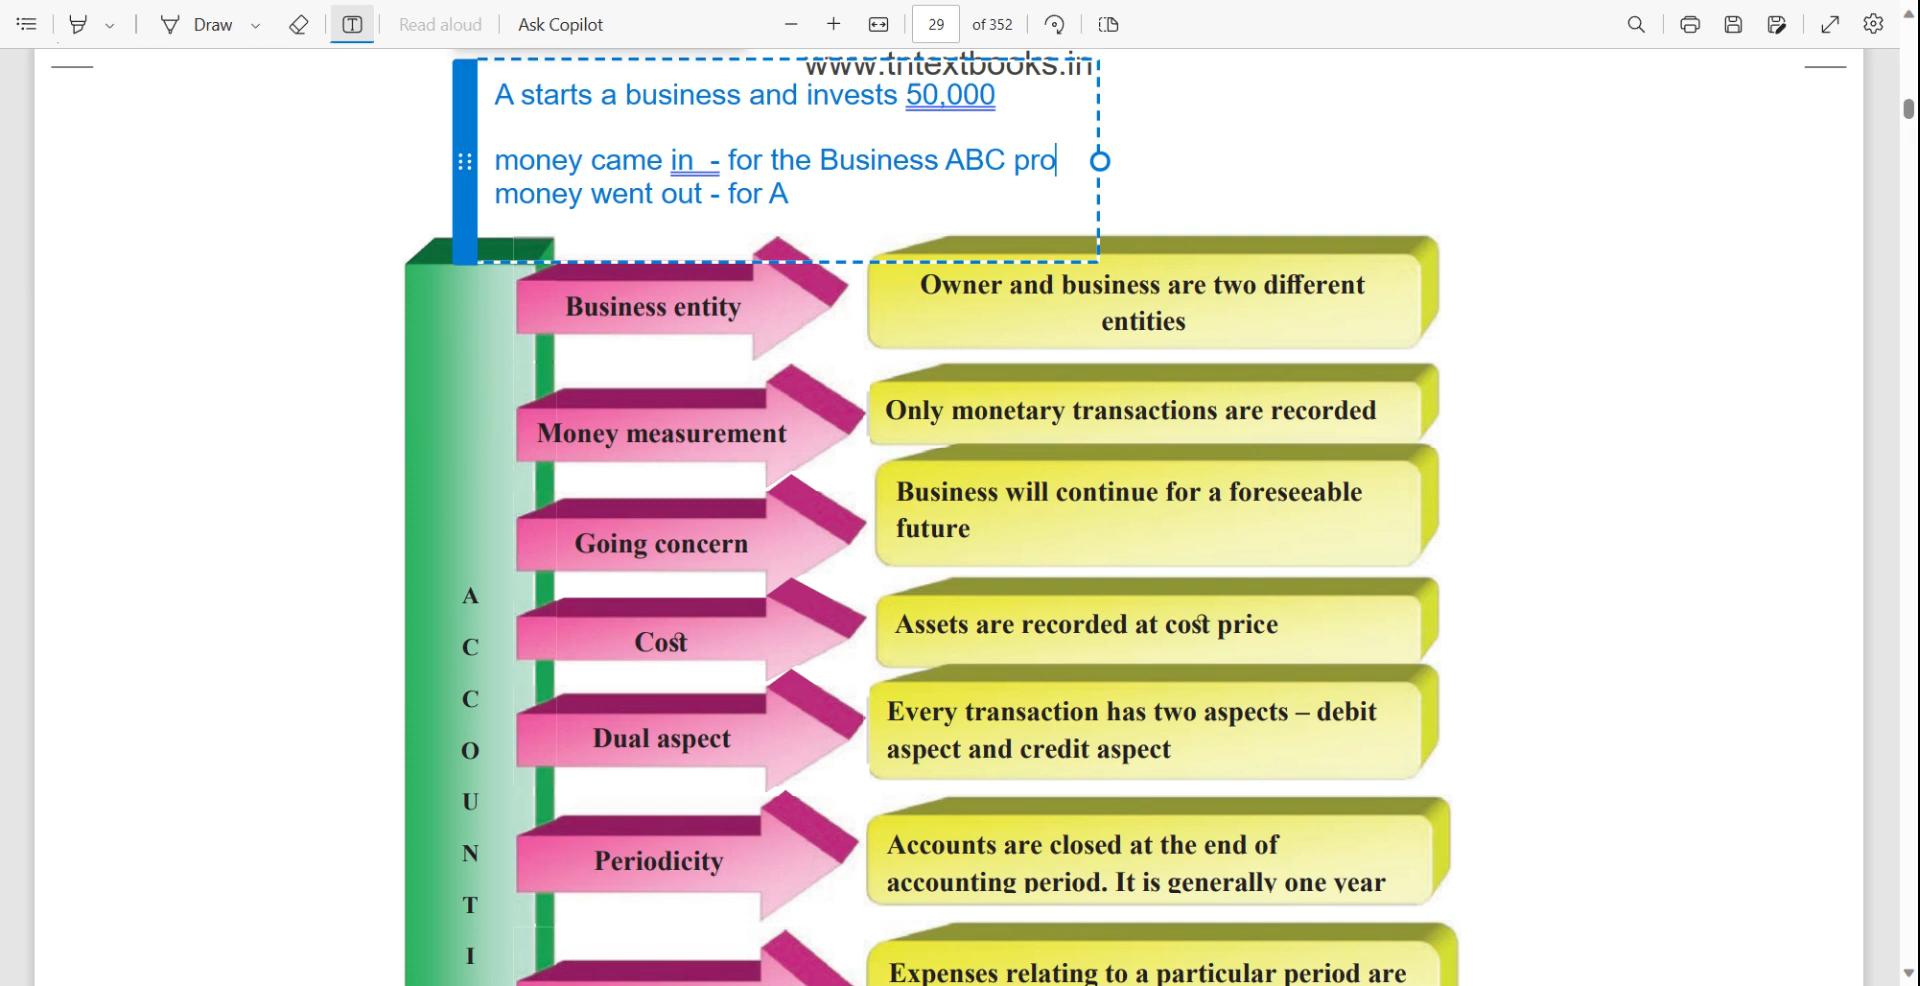 Draw
Read aloud
Ask Copilot
29
of 352
www.tntextbooks.in
A starts a business and invests 50,000
money came in - for the Business ABC pro
money went out - for A
Business entity
Owner and business are two different
entities
Money measurement
Only monetary transactions are recorded
Going concern
Business will continue for a foreseeable
future
Cost
Assets are recorded at cost price
Dual aspect
Every transaction has two aspects – debit
aspect and credit aspect
Periodicity
Accounts are closed at the end of
accounting period. It is generally one year
Expenses relating to a particular period are
A
C
C
O
U
N
T
I